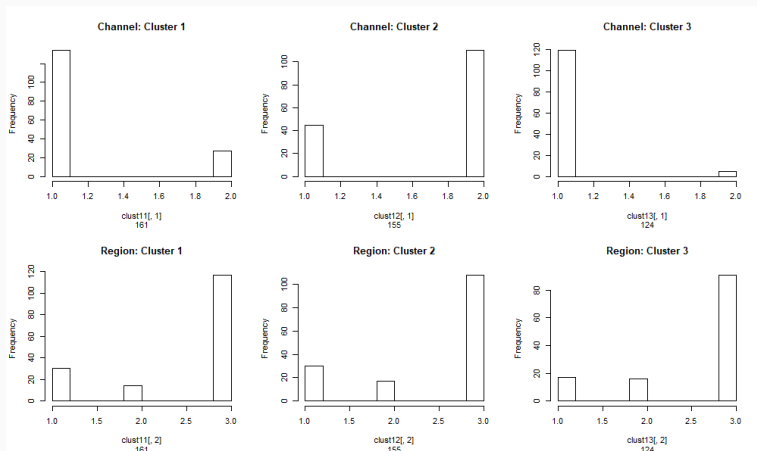 Channel: Cluster 1
Frequency
0 20 40 60 80 100
1.0 1.2 1.4 1.6 1.8 2.0
clust11[, 1]
161
Channel: Cluster 2
Frequency
0 20 40 60 80 100
1.0 1.2 1.4 1.6 1.8 2.0
clust12[, 1]
155
Channel: Cluster 3
Frequency
0 20 40 60 80 100 120
1.0 1.2 1.4 1.6 1.8 2.0
clust13[, 1]
124
Region: Cluster 1
Frequency
0 20 40 60 80 100 120
1.0 1.5 2.0 2.5 3.0
clust11[, 2]
161
Region: Cluster 2
Frequency
0 20 40 60 80 100
1.0 1.5 2.0 2.5 3.0
clust12[, 2]
155
Region: Cluster 3
Frequency
0 20 40 60 80
1.0 1.5 2.0 2.5 3.0
clust13[, 2]
124